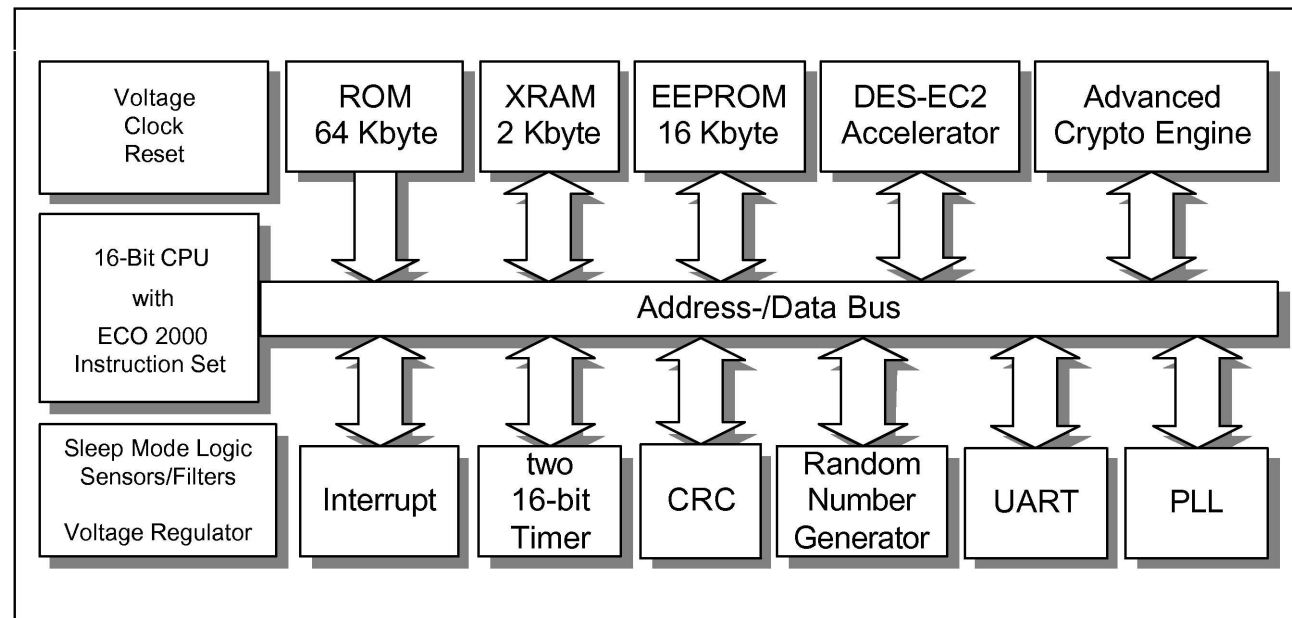 Voltage
Clock
Reset
ROM
64 Kbyte
XRAM
2 Kbyte
EEPROM
16 Kbyte
DES-EC2
Accelerator
Advanced
Crypto Engine
16-Bit CPU
with
ECO 2000
Instruction Set
Address-/Data Bus
Sleep Mode Logic
Sensors/Filters
Voltage Regulator
Interrupt
two
16-bit
Timer
CRC
Random
Number
Generator
UART
PLL